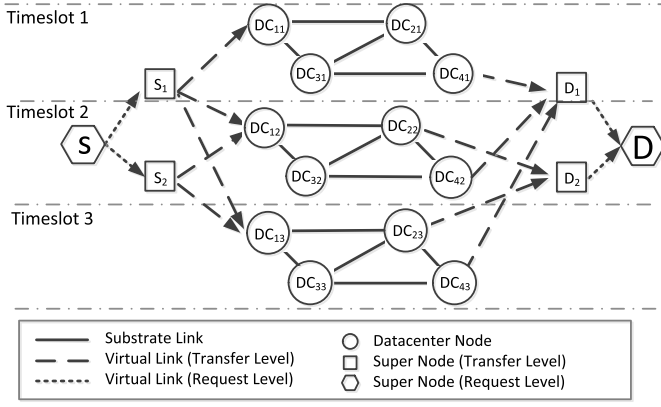 Timeslot 1
DC11 DC21
DC31 DC41
S1 D1
Timeslot 2
DC12 DC22
S D
S2 DC32 DC42 D2
Timeslot 3
DC13 DC23
DC33 DC43
Substrate Link Datacenter Node
Virtual Link (Transfer Level) Super Node (Transfer Level)
Virtual Link (Request Level) Super Node (Request Level)